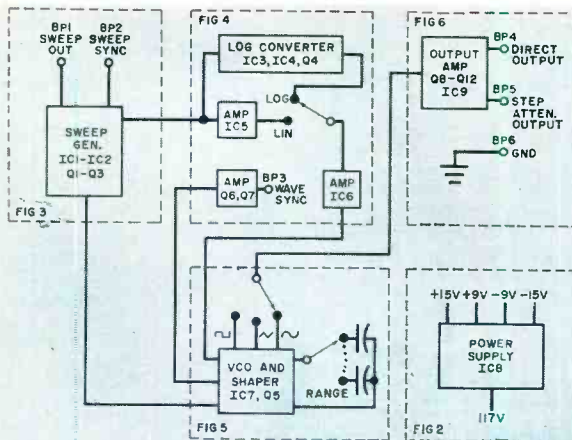 FIG 3
BP1
SWEEP
OUT
BP2
SWEEP
SYNC
SWEEP
GEN.
IC1-IC2
Q1-Q3
FIG 4
LOG CONVERTER
IC3, IC4, Q4
LOG
AMP
IC5
LIN
AMP
Q6, Q7
BP3
WAVE
SYNC
AMP
IC6
FIG 6
OUTPUT
AMP
Q8-Q12
IC9
BP4
DIRECT
OUTPUT
BP5
STEP
ATTEN.
OUTPUT
BP6
GND
VCO AND
SHAPER
IC7, Q5
RANGE
FIG 5
+15V +9V -9V -15V
POWER
SUPPLY
IC8
117V
FIG 2